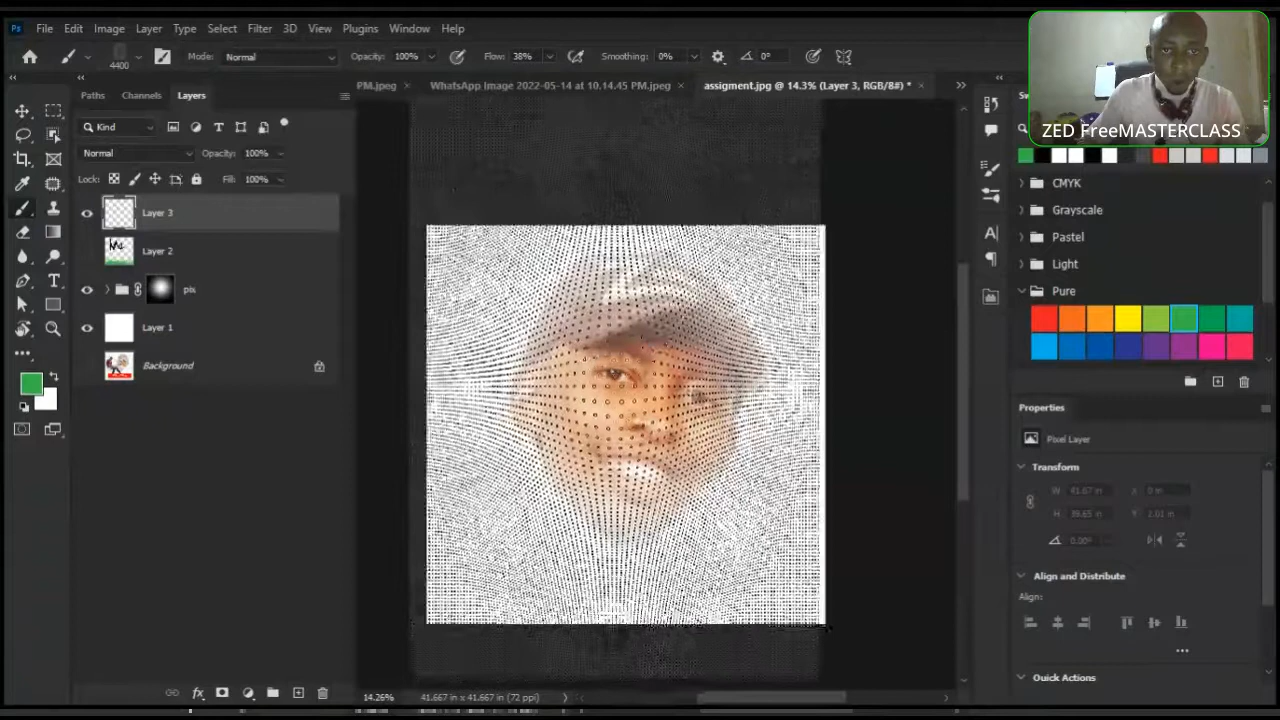 Ps File Edit Image Layer Type Select Filter 3D View Plugins Window Help
4400 Mode: Normal Opacity: 100% Flow: 38% Smoothing: 0% 0°
PM.jpeg × WhatsApp Image 2022-05-14 at 10.14.45 PM.jpeg × assigment.jpg @ 14.3% (Layer 3, RGB/8#) * ×
ZED FreeMASTERCLASS
Paths Channels Layers
Kind
Normal Opacity: 100%
Lock: Fill: 100%
Layer 3
Layer 2
pis
Layer 1
Background
CMYK
Grayscale
Pastel
Light
Pure
Properties
Pixel Layer
Transform
W 41.67 in X 0 in
H 39.65 in Y 2.01 in
0.00°
Align and Distribute
Align:
Quick Actions
14.26% 41.667 in x 41.667 in (72 ppi)